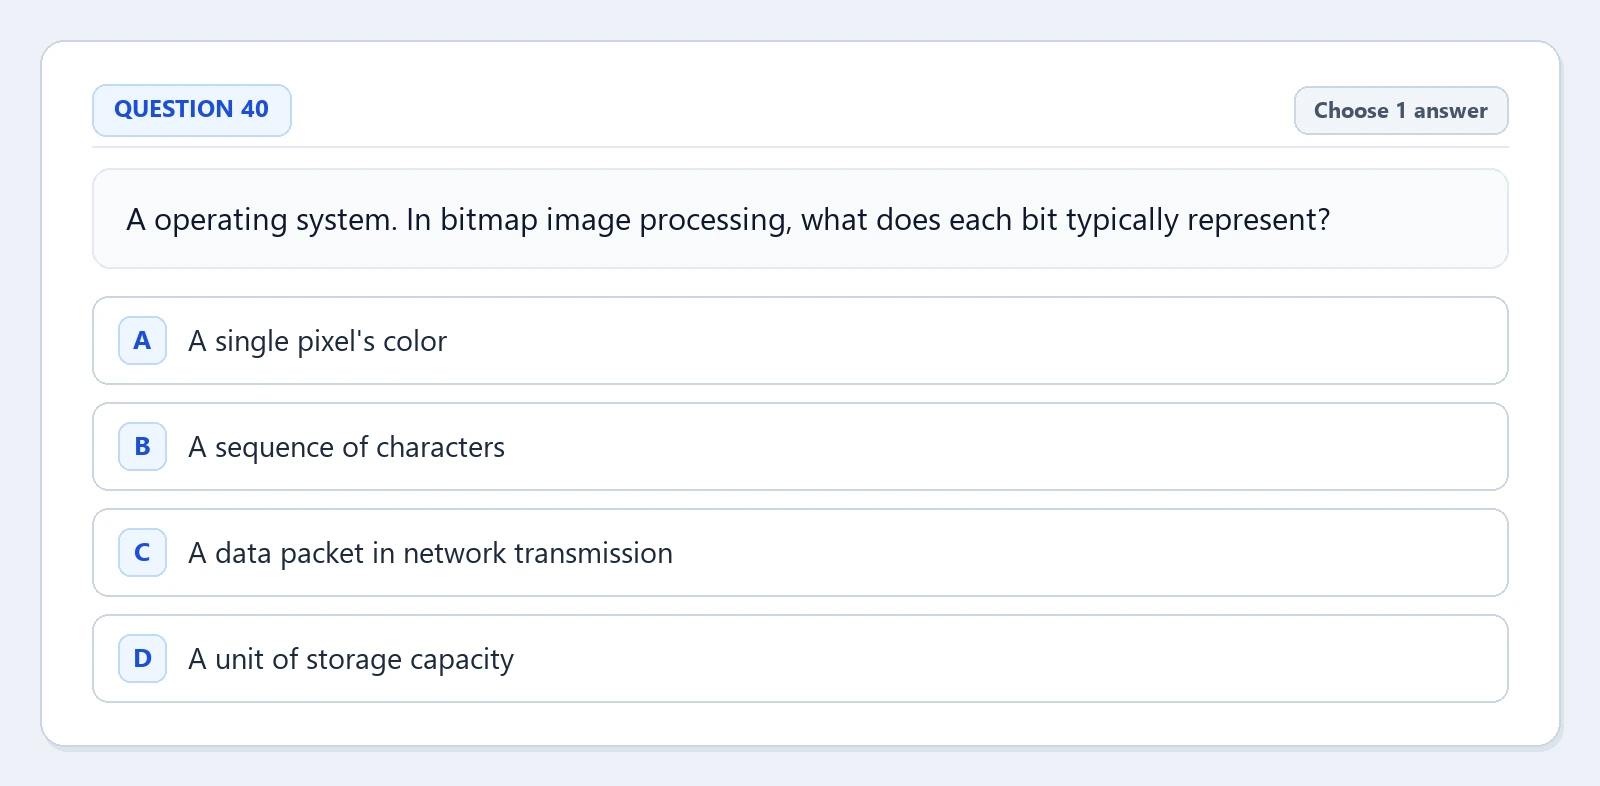 QUESTION 40
Choose 1 answer
A operating system. In bitmap image processing, what does each bit typically represent?
A A single pixel's color
B A sequence of characters
C A data packet in network transmission
D A unit of storage capacity